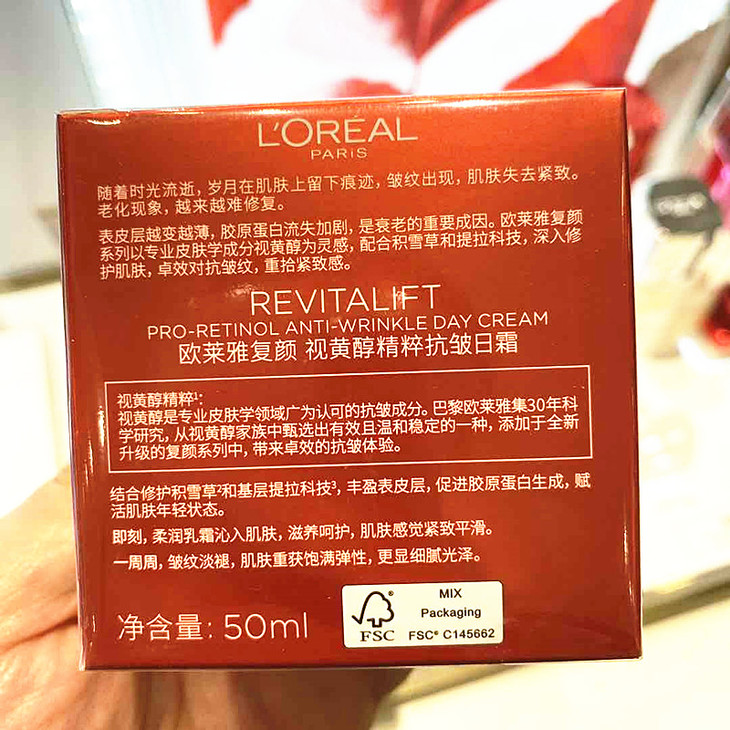 L'ORÉAL
PARIS
随着时光流逝，岁月在肌肤上留下痕迹，皱纹出现，肌肤失去紧致。
老化现象，越来越难修复。
表皮层越变越薄，胶原蛋白流失加剧，是衰老的重要成因。欧莱雅复颜
系列以专业皮肤学成分视黄醇为灵感，配合积雪草和提拉科技，深入修
护肌肤，卓效对抗皱纹，重拾紧致感。
REVITALIFT
PRO-RETINOL ANTI-WRINKLE DAY CREAM
欧莱雅复颜 视黄醇精粹抗皱日霜
视黄醇精粹¹：
视黄醇是专业皮肤学领域广为认可的抗皱成分。巴黎欧莱雅集30年科
学研究，从视黄醇家族中甄选出有效且温和稳定的一种，添加于全新
升级的复颜系列中，带来卓效的抗皱体验。
结合修护积雪草²和基层提拉科技³，丰盈表皮层，促进胶原蛋白生成，赋
活肌肤年轻状态。
即刻，柔润乳霜沁入肌肤，滋养呵护，肌肤感觉紧致平滑。
一周周，皱纹淡褪，肌肤重获饱满弹性，更显细腻光泽。
净含量：50ml
MIX
Packaging
FSC
FSC® C145662